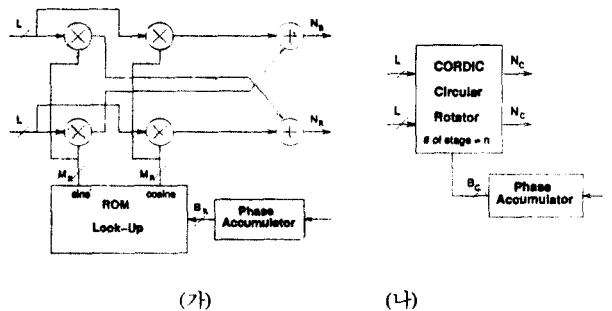 L
N_R
L
N_R
M_R
M_R
sine
cosine
ROM
Look-Up
B_R
Phase
Accumulator
L
L
CORDIC
Circular
Rotator
# of stage = n
N_C
N_C
B_C
Phase
Accumulator
(가)
(나)